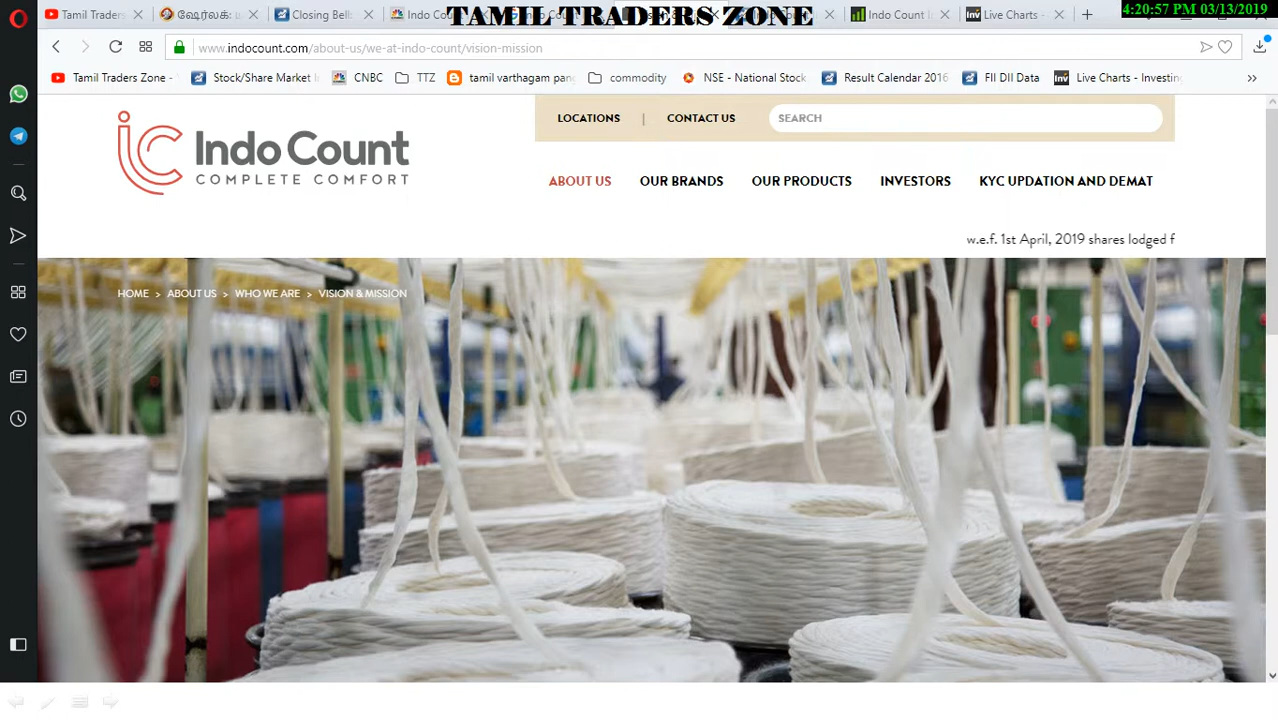 TAMIL TRADERS ZONE
4:20:57 PM 03/13/2019
Tamil Traders
Closing Bell
Indo Cou
Indo Count I
Live Charts -
www.indocount.com/about-us/we-at-indo-count/vision-mission
Tamil Traders Zone -
Stock/Share Market I
CNBC
TTZ
tamil varthagam pan
commodity
NSE - National Stock
Result Calendar 2016
FII DII Data
Live Charts - Investin
»
LOCATIONS | CONTACT US
SEARCH
ic Indo Count
COMPLETE COMFORT
ABOUT US
OUR BRANDS
OUR PRODUCTS
INVESTORS
KYC UPDATION AND DEMAT
w.e.f. 1st April, 2019 shares lodged f
HOME > ABOUT US > WHO WE ARE > VISION & MISSION